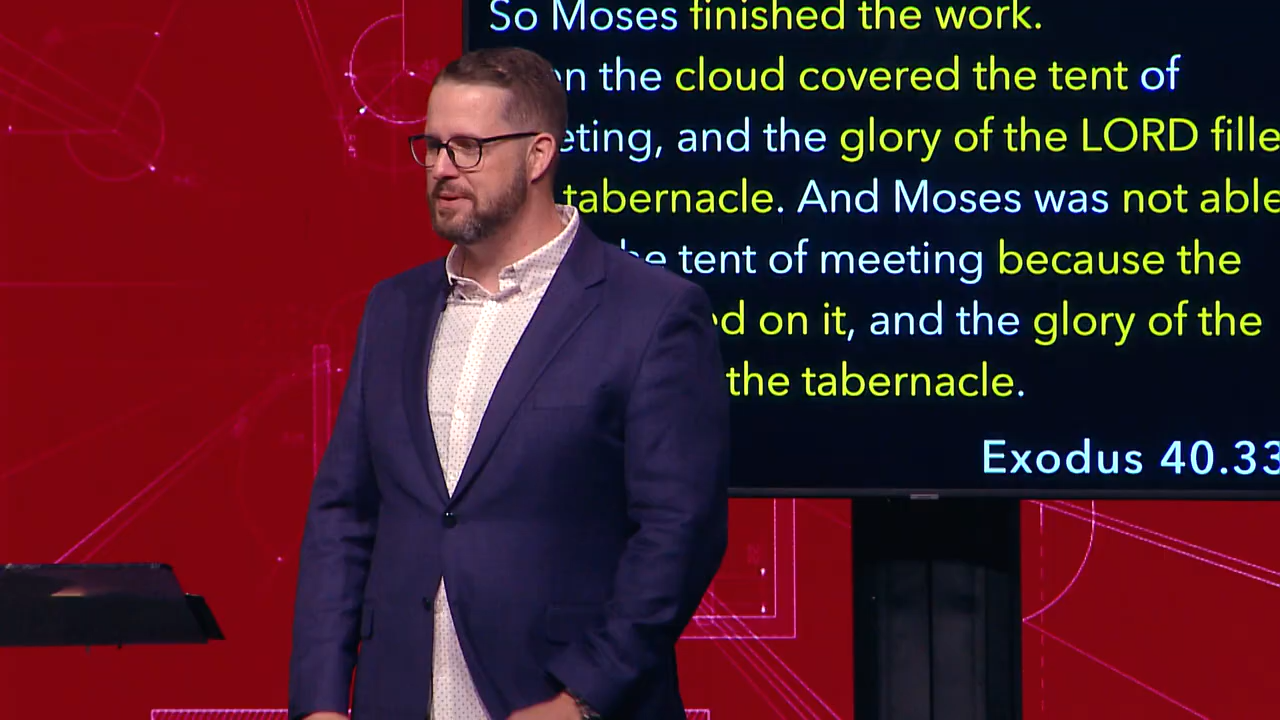 So Moses finished the work.
the cloud covered the tent of
and the glory of the LORD
tabernacle. And Moses was not able
tent of meeting because the
on it, and the glory of the
the tabernacle.
Exodus 40.33